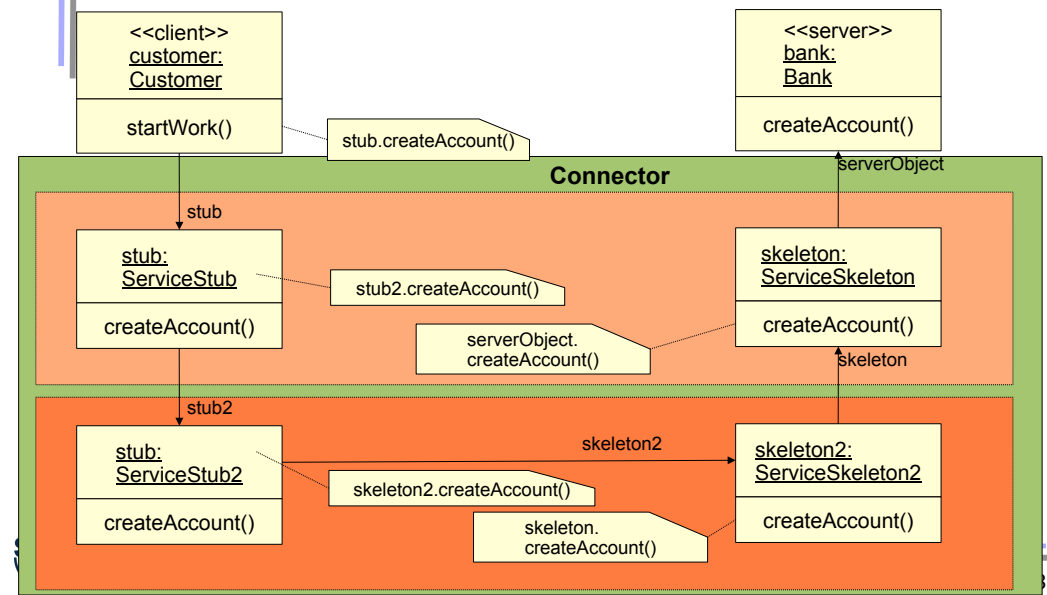 <<client>>
customer:
Customer
startWork()
stub.createAccount()
<<server>>
bank:
Bank
createAccount()
serverObject
Connector
stub
stub:
ServiceStub
createAccount()
stub2.createAccount()
skeleton:
ServiceSkeleton
createAccount()
serverObject.
createAccount()
skeleton
stub2
stub:
ServiceStub2
createAccount()
skeleton2
skeleton2.createAccount()
skeleton2:
ServiceSkeleton2
createAccount()
skeleton.
createAccount()